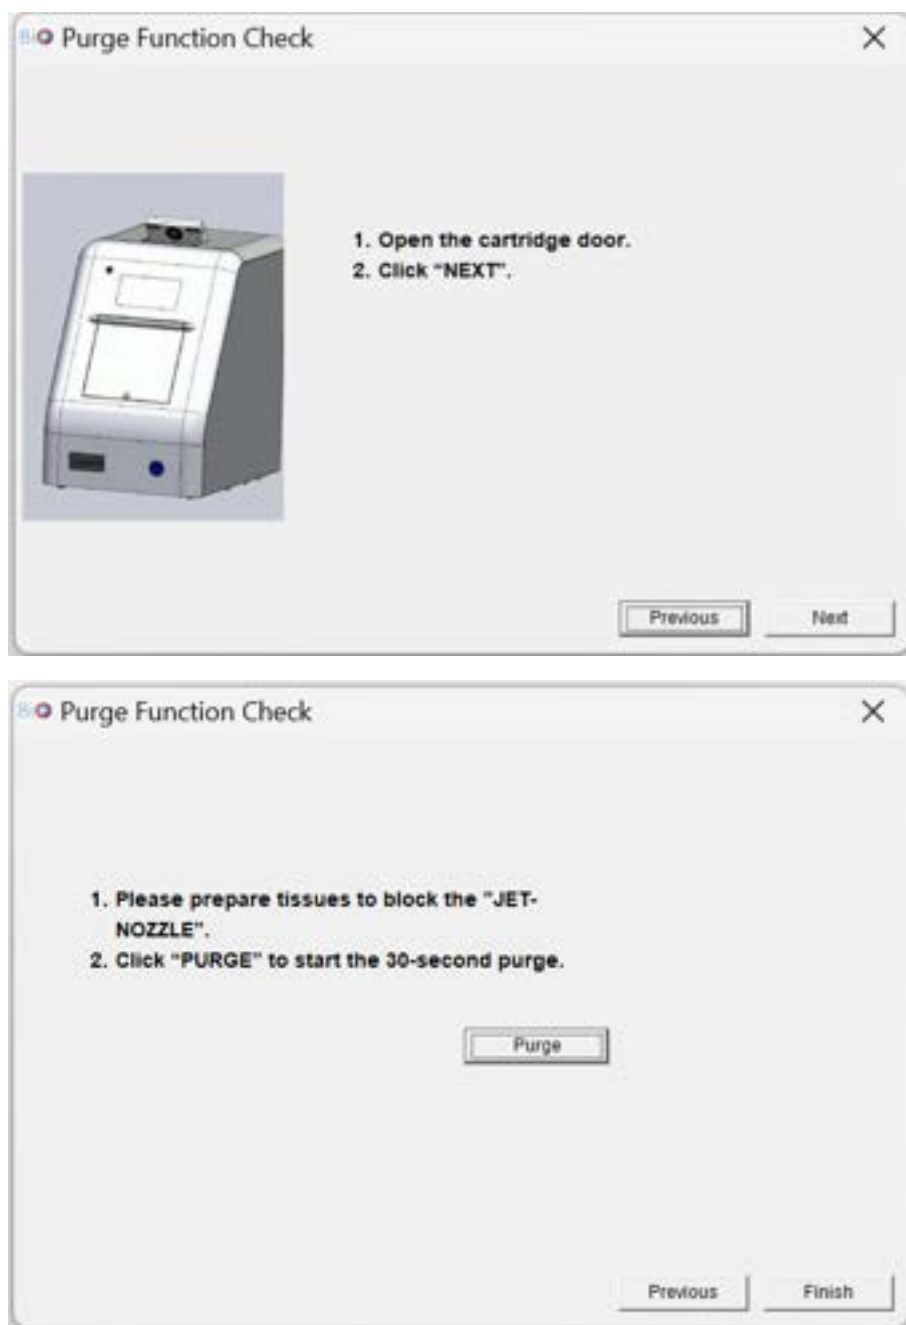 Purge Function Check
1. Open the cartridge door.
2. Click "NEXT".
Previous
Next
Purge Function Check
1. Please prepare tissues to block the "JET-
NOZZLE".
2. Click "PURGE" to start the 30-second purge.
Purge
Previous
Finish